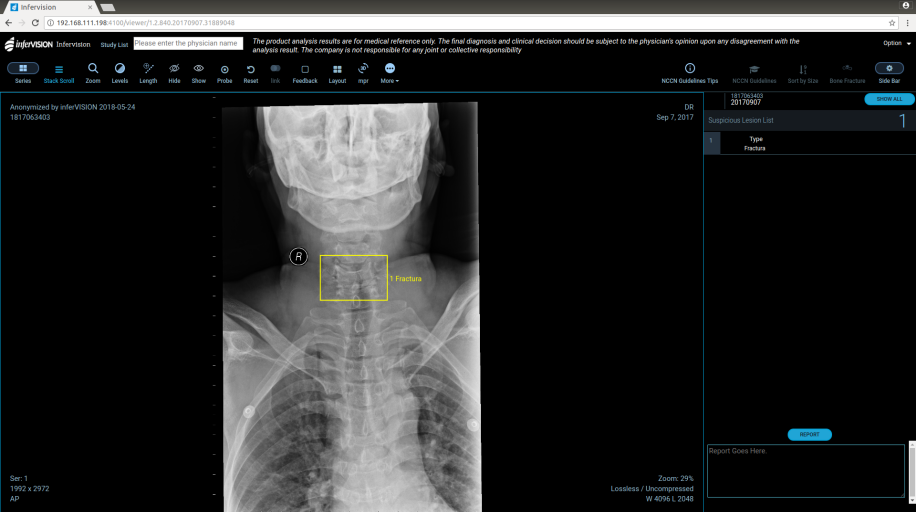 Infervision
192.168.111.198:4100/viewer/1.2.840.20170907.31889048
inferVISION Infervision Study List Please enter the physician name
The product analysis results are for medical reference only. The final diagnosis and clinical decision should be subject to the physician's opinion upon any disagreement with the
analysis result. The company is not responsible for any joint or collective responsibility
Option
Series Stack Scroll Zoom Levels Length Hide Show Probe Reset link Feedback Layout mpr More
NCCN Guidelines Tips NCCN Guidelines Sort by Size Bone Fracture Side Bar
Anonymized by inferVISION 2018-05-24
1817063403
DR
Sep 7, 2017
R
1 Fractura
Ser: 1
1992 x 2972
AP
Zoom: 29%
Lossless / Uncompressed
W 4096 L 2048
1817063403
20170907
SHOW ALL
Suspicious Lesion List 1
1 Type
Fractura
REPORT
Report Goes Here.